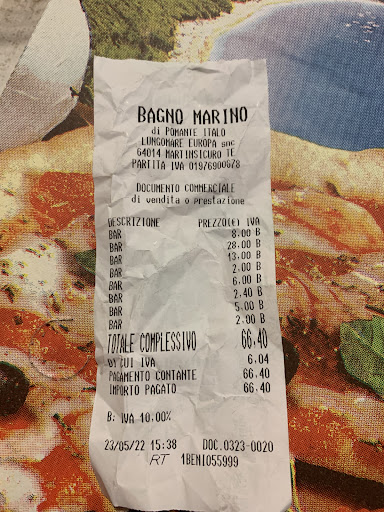 BAGNO MARINO
di POMANTE ITALO
LUNGOMARE EUROPA snc
64014 MARTINSICURO TE
PARTITA IVA 01976900678
DOCUMENTO COMMERCIALE
di vendita o prestazione
DESCRIZIONE PREZZO(€) IVA
BAR 8.00 B
BAR 28.00 B
BAR 13.00 B
BAR 2.00 B
BAR 6.00 B
BAR 2.40 B
BAR 5.00 B
BAR 2.00 B
TOTALE COMPLESSIVO 66.40
DI CUI IVA 6.04
PAGAMENTO CONTANTE 66.40
IMPORTO PAGATO 66.40
B: IVA 10.00%
23/05/22 15:38 DOC.0323-0020
RT 1BENI055999